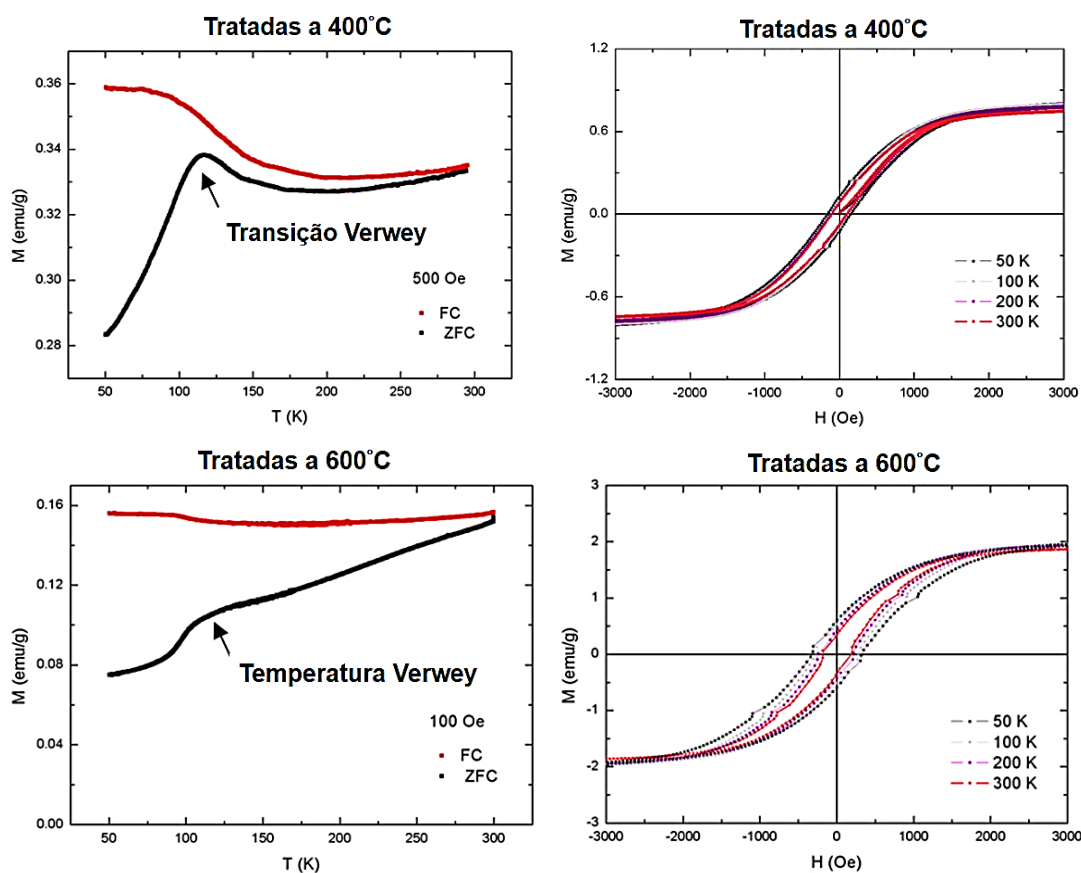 Tratadas a 400°C
0.36
0.34
0.32
0.30
0.28
M (emu/g)
Transição Verwey
500 Oe
FC
ZFC
50
100
150
200
250
300
T (K)
Tratadas a 400°C
1.2
0.6
0.0
-0.6
-1.2
M (emu/g)
50 K
100 K
200 K
300 K
-3000
-2000
-1000
0
1000
2000
3000
H (Oe)
Tratadas a 600°C
0.16
0.12
0.08
0.04
0.00
M (emu/g)
Temperatura Verwey
100 Oe
FC
ZFC
50
100
150
200
250
300
T (K)
Tratadas a 600°C
3
2
1
0
-1
-2
-3
M (emu/g)
50 K
100 K
200 K
300 K
-3000
-2000
-1000
0
1000
2000
3000
H (Oe)